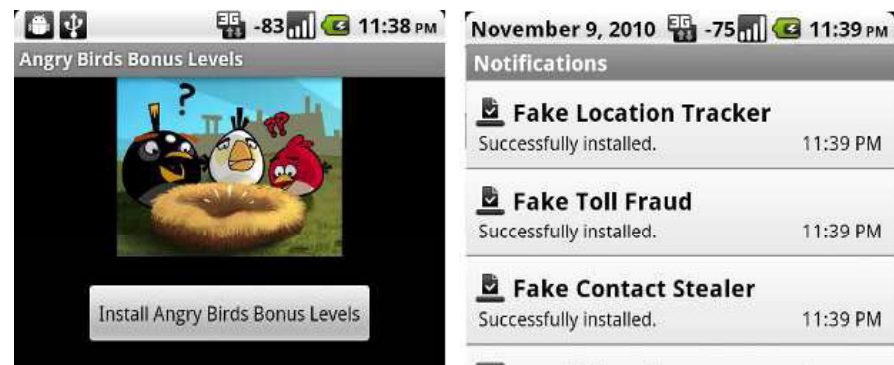 3G -83 11:38 PM
Angry Birds Bonus Levels
? ??
Install Angry Birds Bonus Levels
November 9, 2010 3G -75 11:39 PM
Notifications
Fake Location Tracker
Successfully installed. 11:39 PM
Fake Toll Fraud
Successfully installed. 11:39 PM
Fake Contact Stealer
Successfully installed. 11:39 PM